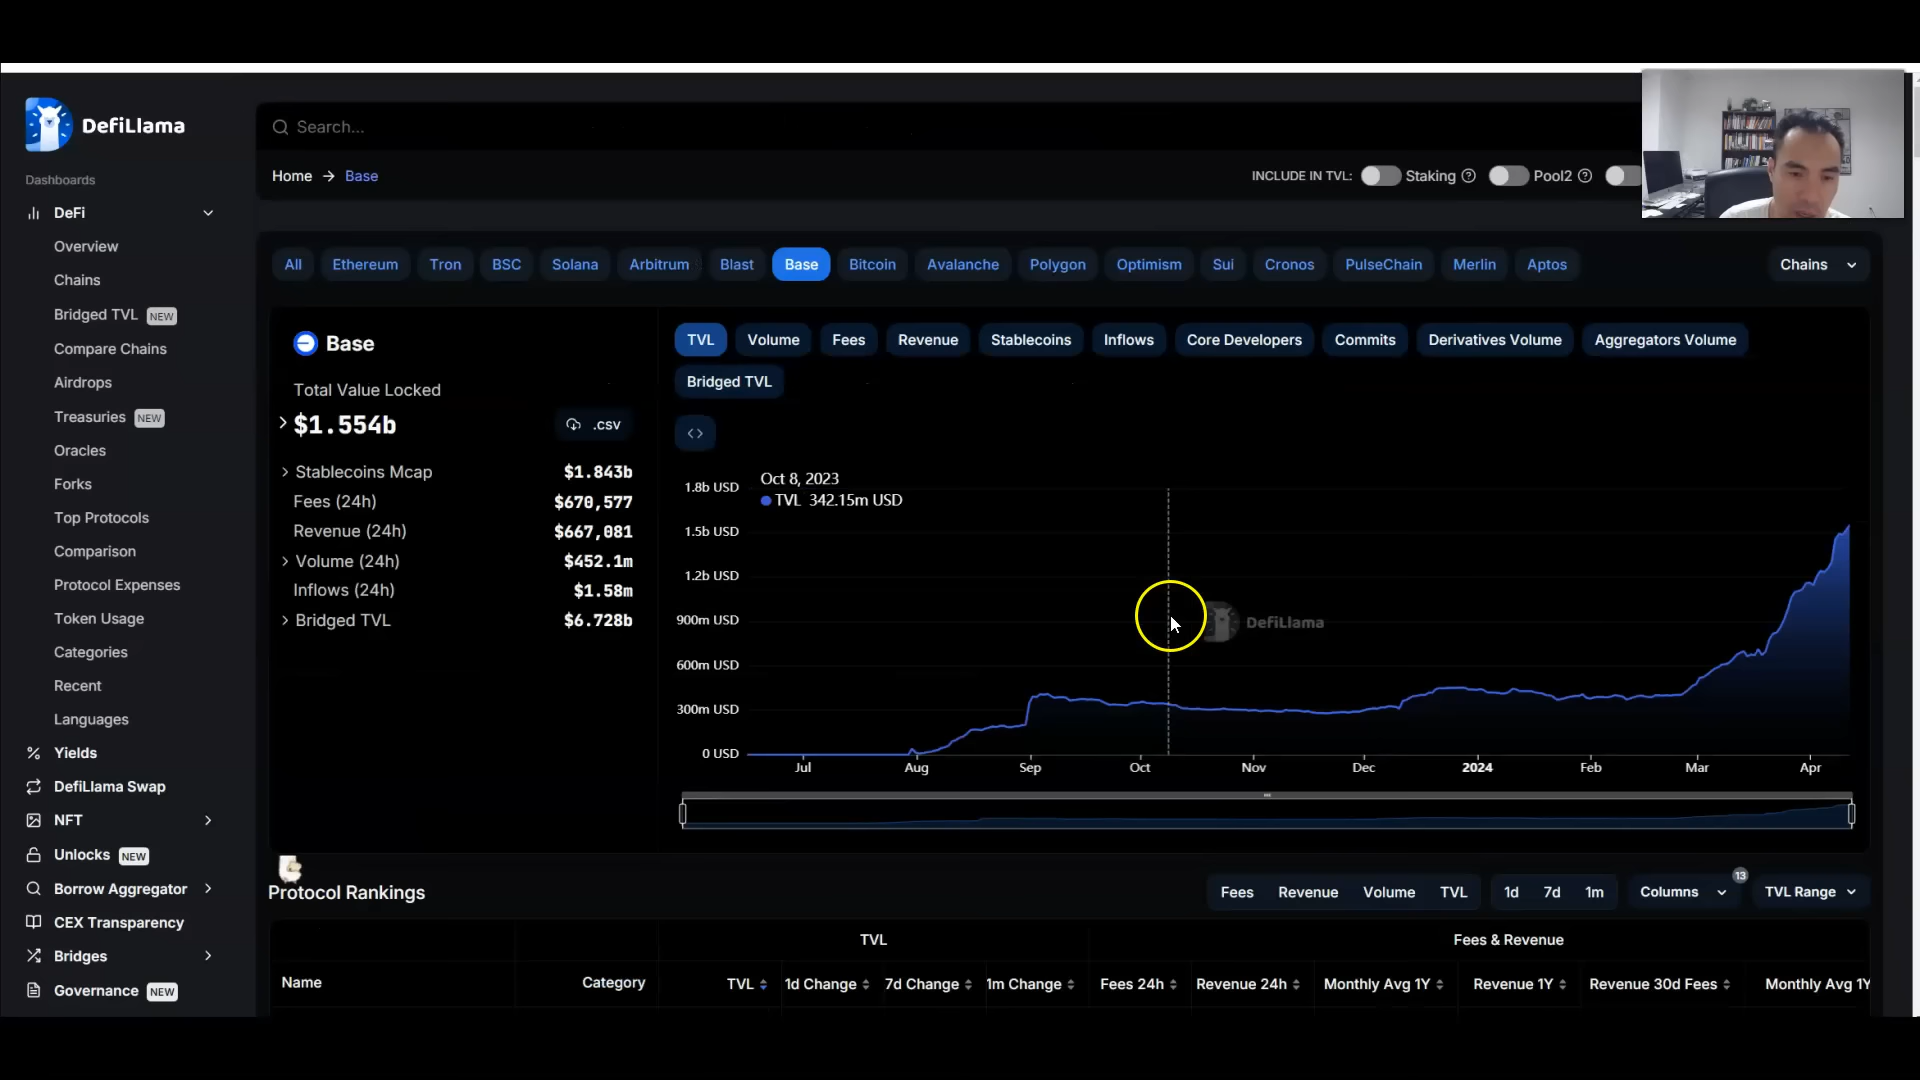 DefiLlama
Dashboards
DeFi
Overview
Chains
Bridged TVL NEW
Compare Chains
Airdrops
Treasuries NEW
Oracles
Forks
Top Protocols
Comparison
Protocol Expenses
Token Usage
Categories
Recent
Languages
Yields
DefiLlama Swap
NFT
Unlocks NEW
Borrow Aggregator
CEX Transparency
Bridges
Governance NEW
Search...
Home → Base
INCLUDE IN TVL: Staking Pool2
All Ethereum Tron BSC Solana Arbitrum Blast Base Bitcoin Avalanche Polygon Optimism Sui Cronos PulseChain Merlin Aptos Chains
Base
Total Value Locked
$1.554b .csv
Stablecoins Mcap $1.843b
Fees (24h) $670,577
Revenue (24h) $667,081
Volume (24h) $452.1m
Inflows (24h) $1.58m
Bridged TVL $6.728b
TVL Volume Fees Revenue Stablecoins Inflows Core Developers Commits Derivatives Volume Aggregators Volume
Bridged TVL
Oct 8, 2023
TVL 342.15m USD
1.8b USD
1.5b USD
1.2b USD
900m USD
600m USD
300m USD
0 USD
DefiLlama
Jul Aug Sep Oct Nov Dec 2024 Feb Mar Apr
Protocol Rankings
Fees Revenue Volume TVL 1d 7d 1m Columns 13 TVL Range
TVL Fees & Revenue
Name Category TVL 1d Change 7d Change 1m Change Fees 24h Revenue 24h Monthly Avg 1Y Revenue 1Y Revenue 30d Fees Monthly Avg 1Y